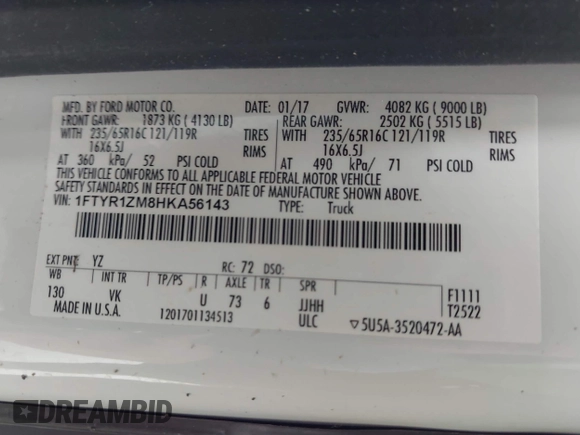 MFD. BY FORD MOTOR CO. DATE: 01/17 GVWR: 4082 KG ( 9000 LB)
FRONT GAWR: 1873 KG ( 4130 LB) REAR GAWR: 2502 KG ( 5515 LB)
WITH 235/65R16C 121/119R TIRES WITH 235/65R16C 121/119R TIRES
16X6.5J RIMS 16X6.5J RIMS
AT 360 kPa/ 52 PSI COLD AT 490 kPa/ 71 PSI COLD
THIS VEHICLE CONFORMS TO ALL APPLICABLE FEDERAL MOTOR VEHICLE
SAFETY STANDARDS IN EFFECT ON THE DATE OF MANUFACTURE SHOWN ABOVE.
VIN: 1FTYR1ZM8HKA56143 TYPE: Truck
EXT PNT: YZ RC: 72 DSO:
WB INT TR TP/PS R AXLE TR SPR F1111
130 VK U 73 6 JJHH T2522
MADE IN U.S.A. 1201701134513 ULC ▽5U5A-3520472-AA
DREAMBID